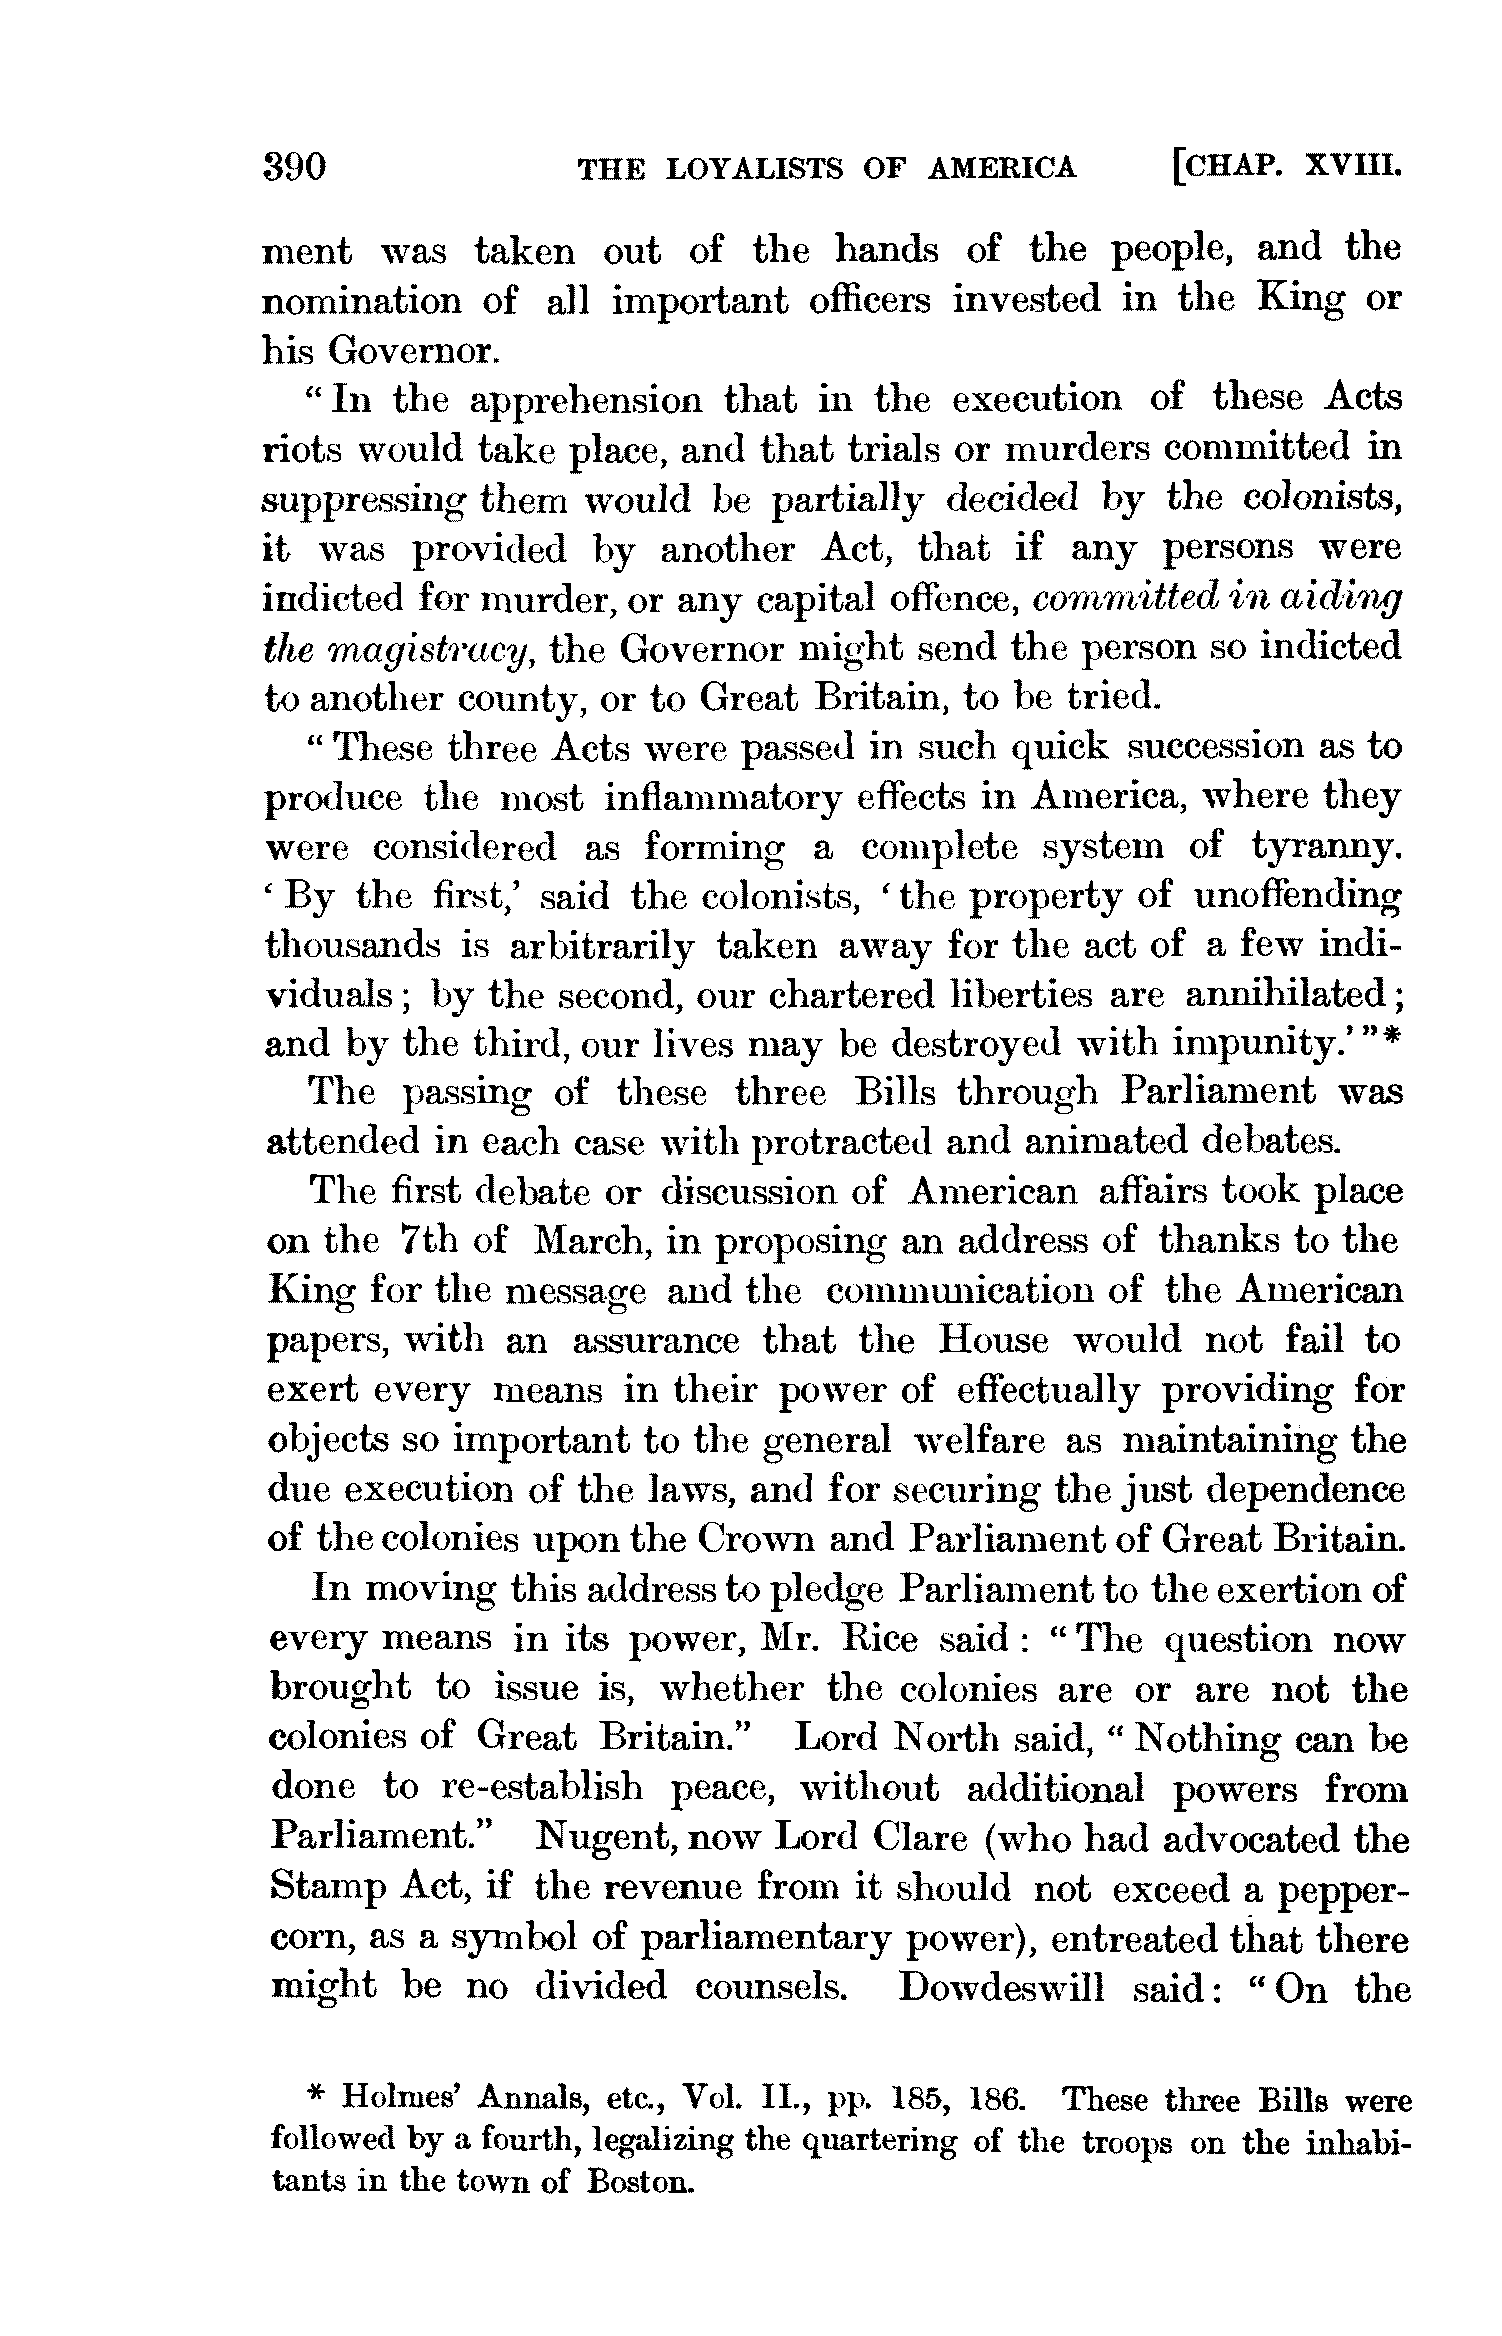 390 THE LOYALISTS OF AMERICA [CHAP. XVIII.
ment was taken out of the hands of the people, and the
nomination of all important officers invested in the King or
his Governor.
“ In the apprehension that in the execution of these Acts
riots would take place, and that trials or murders committed in
suppressing them would be partially decided by the colonists,
it was provided by another Act, that if any persons were
indicted for murder, or any capital offence, committed in aiding
the magistracy, the Governor might send the person so indicted
to another county, or to Great Britain, to be tried.
“ These three Acts were passed in such quick succession as to
produce the most inflammatory effects in America, where they
were considered as forming a complete system of tyranny.
‘ By the first,’ said the colonists, ‘ the property of unoffending
thousands is arbitrarily taken away for the act of a few indi-
viduals ; by the second, our chartered liberties are annihilated ;
and by the third, our lives may be destroyed with impunity.’ ”*
The passing of these three Bills through Parliament was
attended in each case with protracted and animated debates.
The first debate or discussion of American affairs took place
on the 7th of March, in proposing an address of thanks to the
King for the message and the communication of the American
papers, with an assurance that the House would not fail to
exert every means in their power of effectually providing for
objects so important to the general welfare as maintaining the
due execution of the laws, and for securing the just dependence
of the colonies upon the Crown and Parliament of Great Britain.
In moving this address to pledge Parliament to the exertion of
every means in its power, Mr. Rice said : “ The question now
brought to issue is, whether the colonies are or are not the
colonies of Great Britain.” Lord North said, “ Nothing can be
done to re-establish peace, without additional powers from
Parliament.” Nugent, now Lord Clare (who had advocated the
Stamp Act, if the revenue from it should not exceed a pepper-
corn, as a symbol of parliamentary power), entreated that there
might be no divided counsels. Dowdeswill said : “ On the
* Holmes’ Annals, etc., Vol. II., pp. 185, 186. These three Bills were
followed by a fourth, legalizing the quartering of the troops on the inhabi-
tants in the town of Boston.